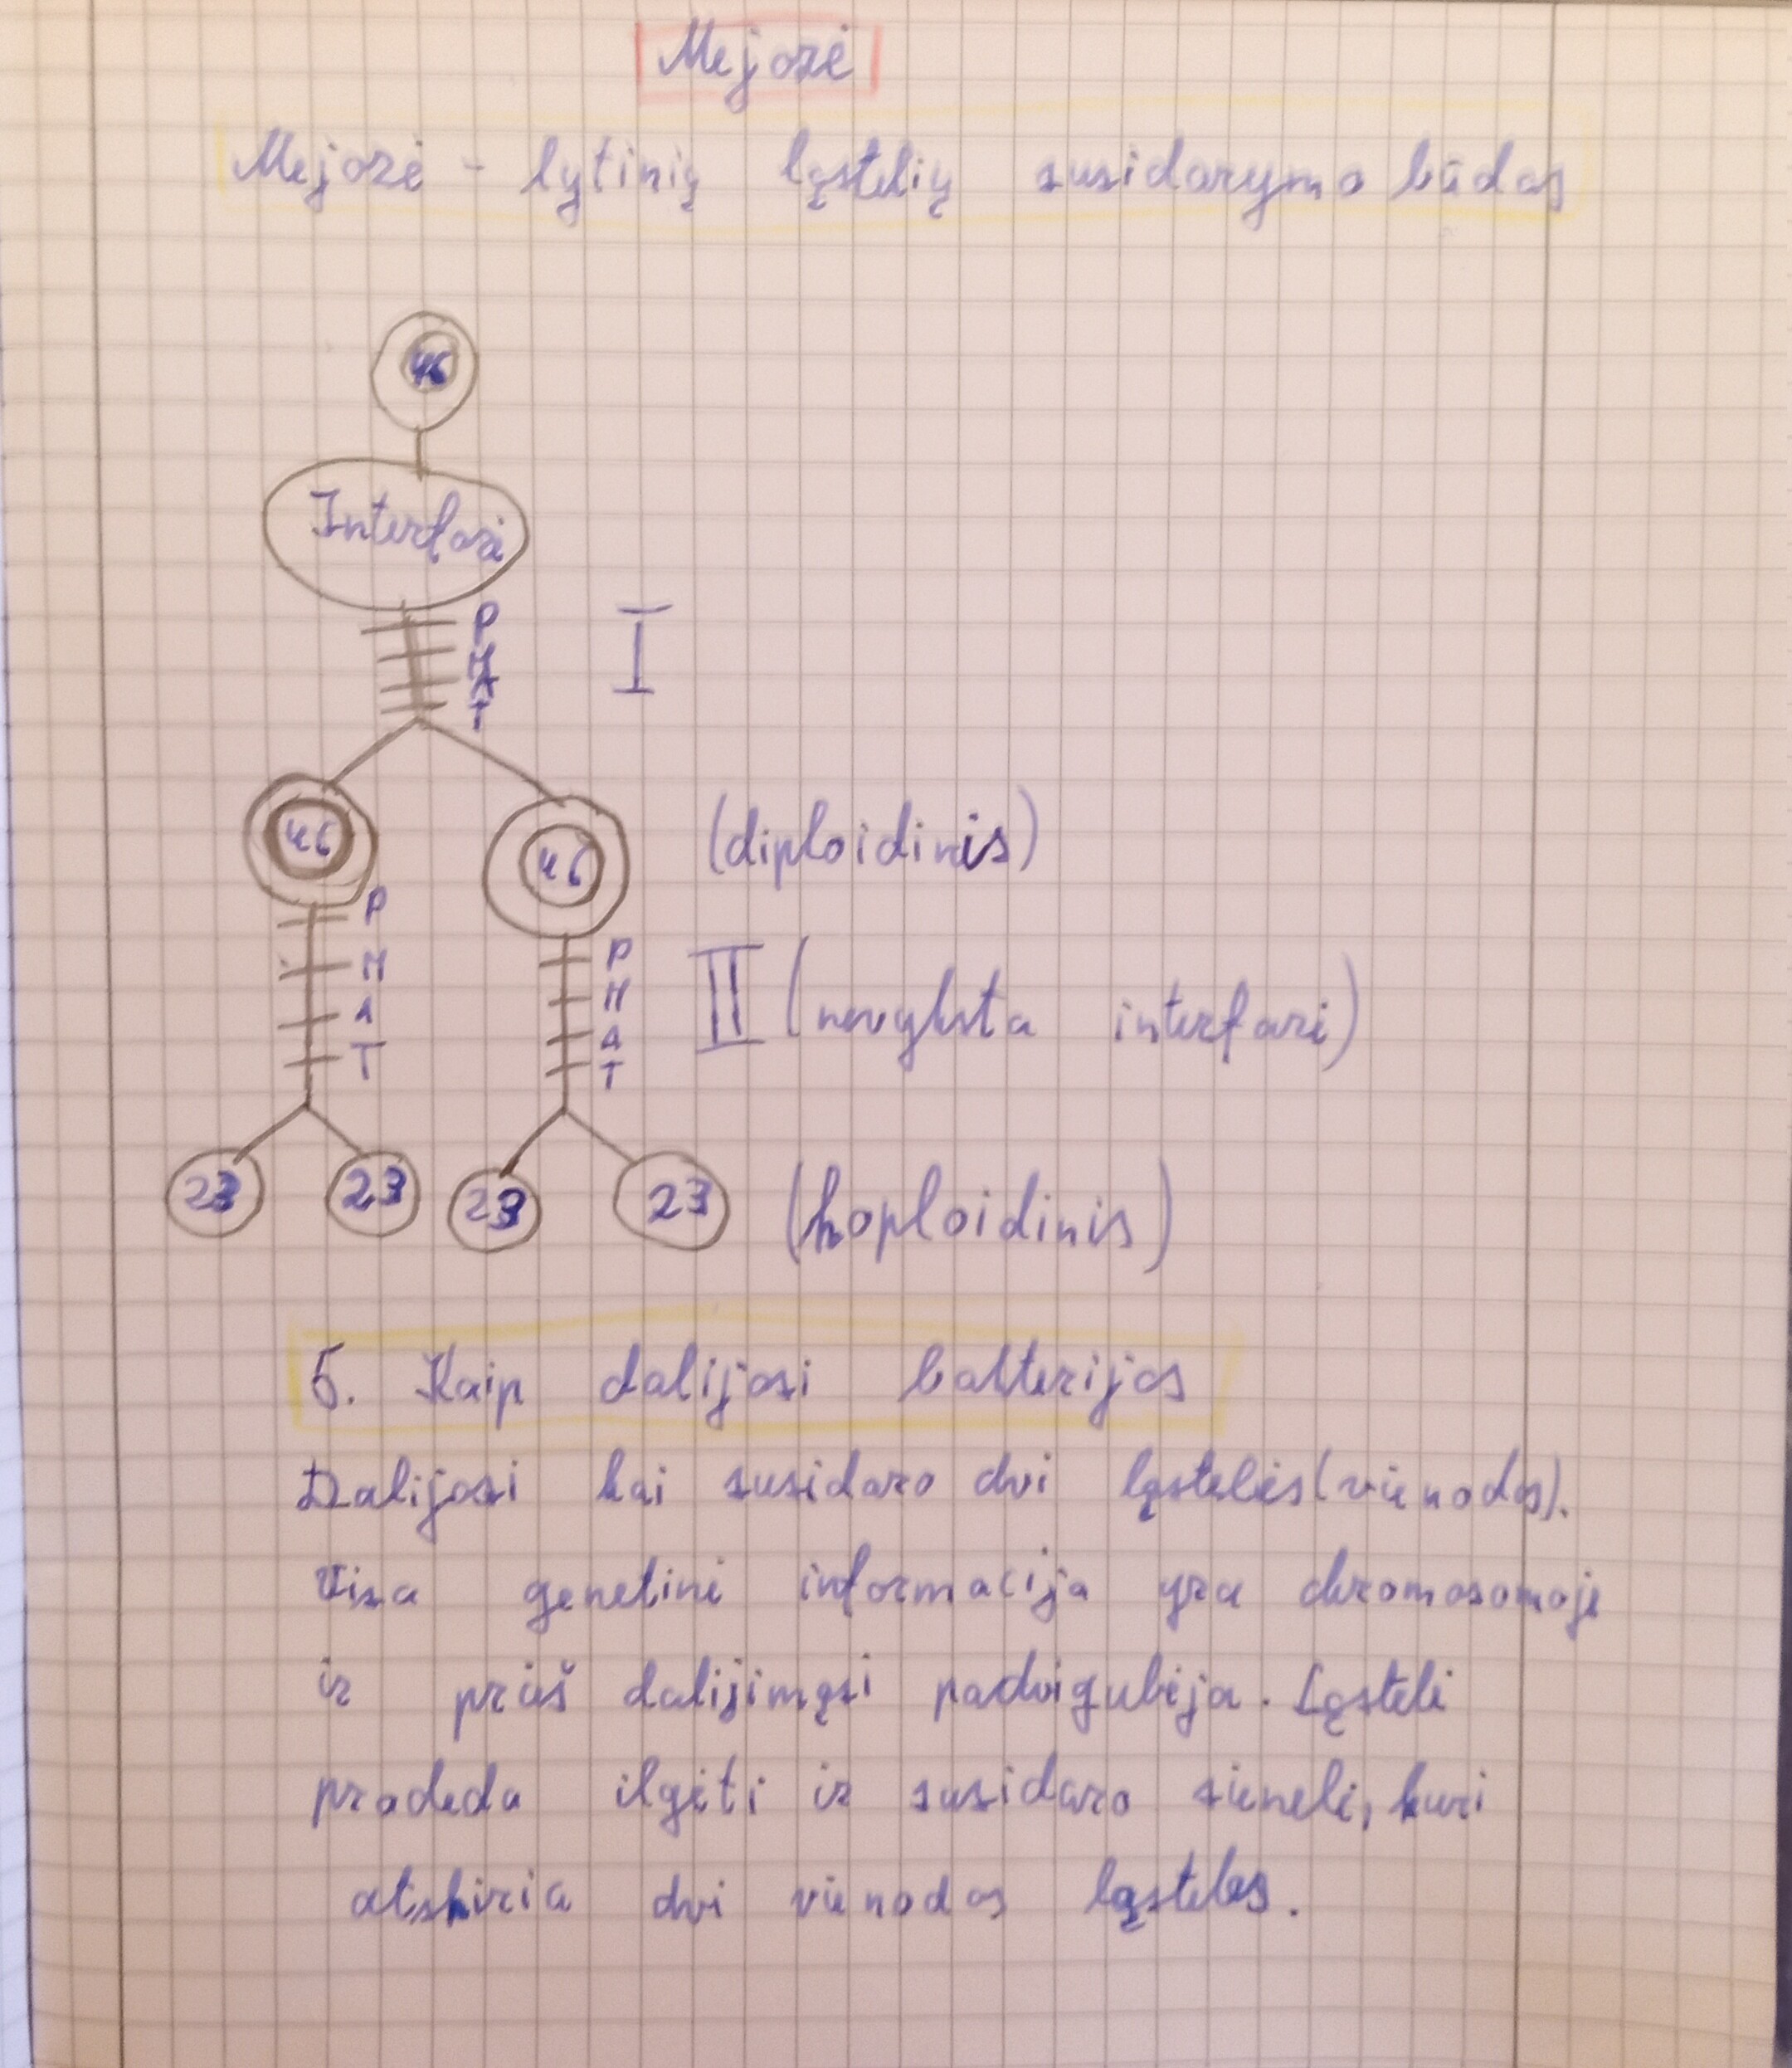 Mejozė
Mejozė - lytinių ląstelių susidarymo būdas
46
Interfazė
P
M
A
T
I
46
46
(diploidinis)
P
M
A
T
P
M
A
T
II (nevyksta interfazė)
23
23
23
23
(haploidinis)
5. Kaip dalijasi bakterijos
Dalijasi kai susidaro dvi ląstelės (vienodos).
Visa genetinė informacija yra chromosomoje
ir prieš dalijimąsi padvigubėja. Ląstelė
pradeda ilgėti ir susidaro sienelė, kuri
atskiria dvi vienodas ląsteles.